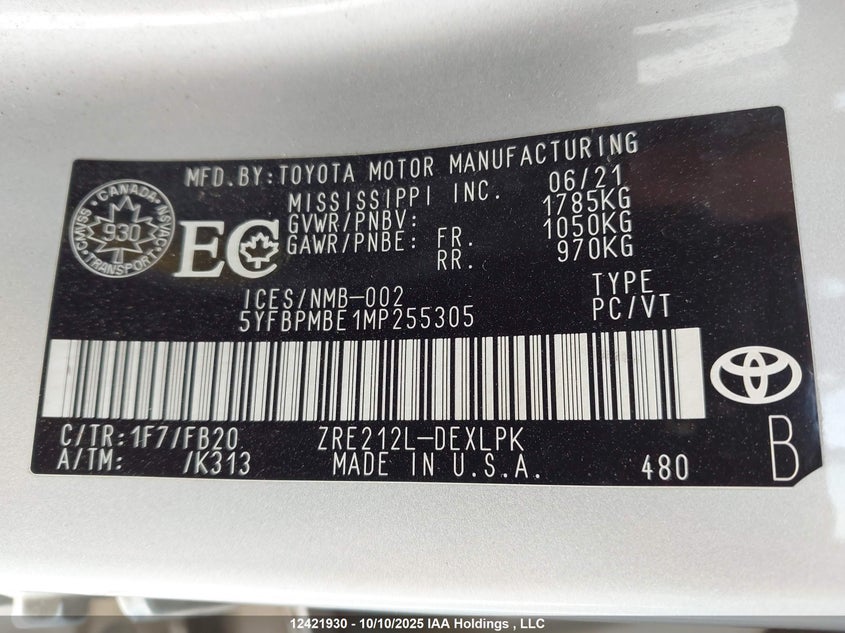 MFD.BY:TOYOTA MOTOR MANUFACTURING
MISSISSIPPI INC. 06/21
GVWR/PNBV: 1785KG
GAWR/PNBE: FR. 1050KG
RR. 970KG
CANADA
CMVSS 930 NSVAC
TRANSPORT
EC
ICES/NMB-002 TYPE
5YFBPMBE1MP255305 PC/VT
C/TR:1F7/FB20 ZRE212L-DEXLPK
A/TM: /K313 MADE IN U.S.A. 480 B
12421930 - 10/10/2025 IAA Holdings , LLC